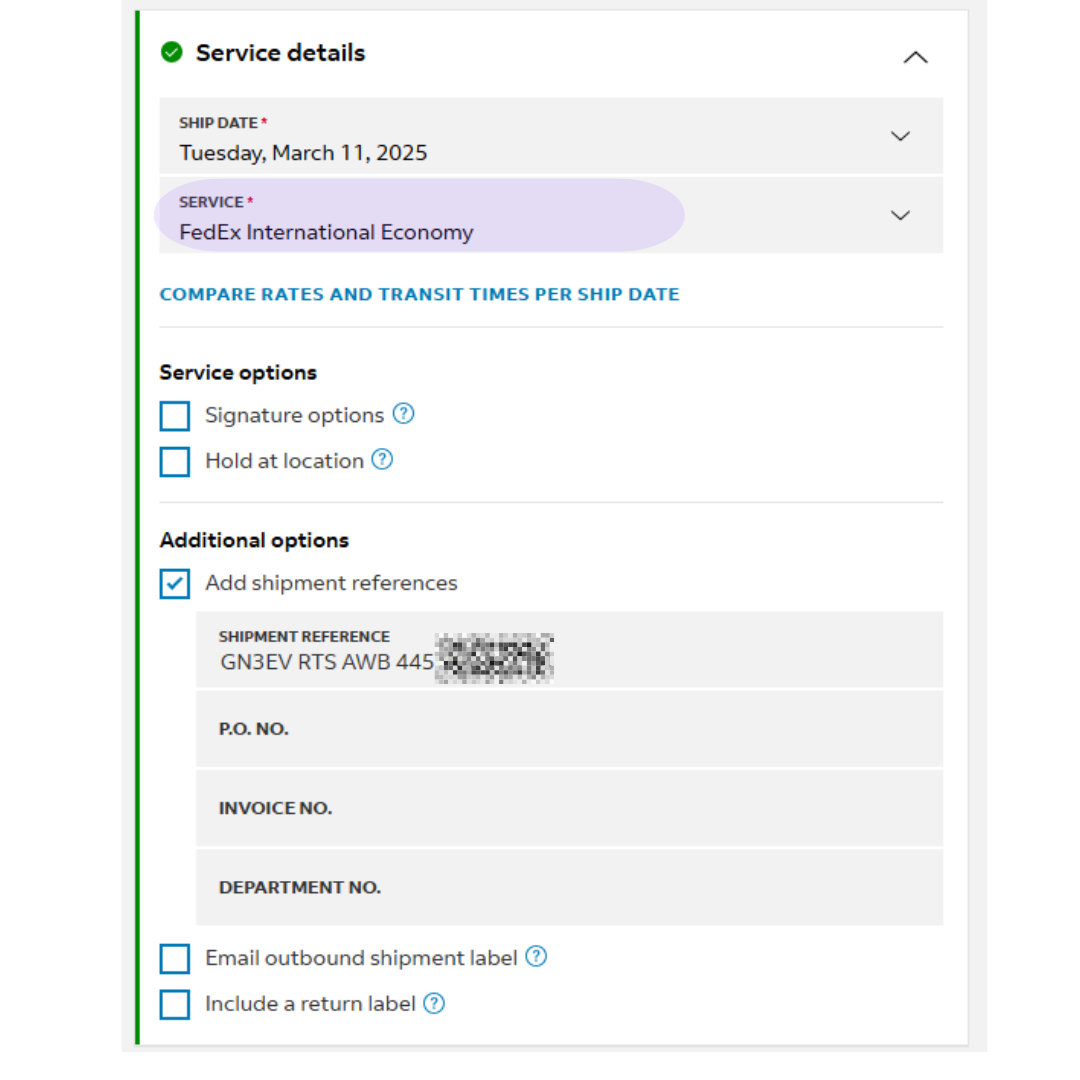 Service details
SHIP DATE*
Tuesday, March 11, 2025
SERVICE*
FedEx International Economy
COMPARE RATES AND TRANSIT TIMES PER SHIP DATE
Service options
Signature options ?
Hold at location ?
Additional options
Add shipment references
SHIPMENT REFERENCE
GN3EV RTS AWB 445
P.O. NO.
INVOICE NO.
DEPARTMENT NO.
Email outbound shipment label ?
Include a return label ?